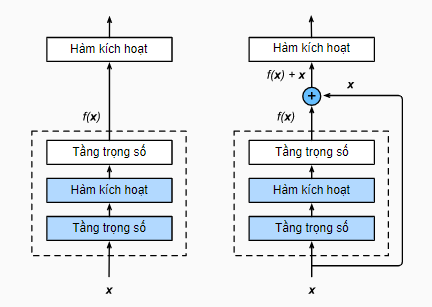 Hàm kích hoạt
f(x)
Tầng trọng số
Hàm kích hoạt
Tầng trọng số
x
Hàm kích hoạt
f(x) + x
x
+
f(x)
Tầng trọng số
Hàm kích hoạt
Tầng trọng số
x